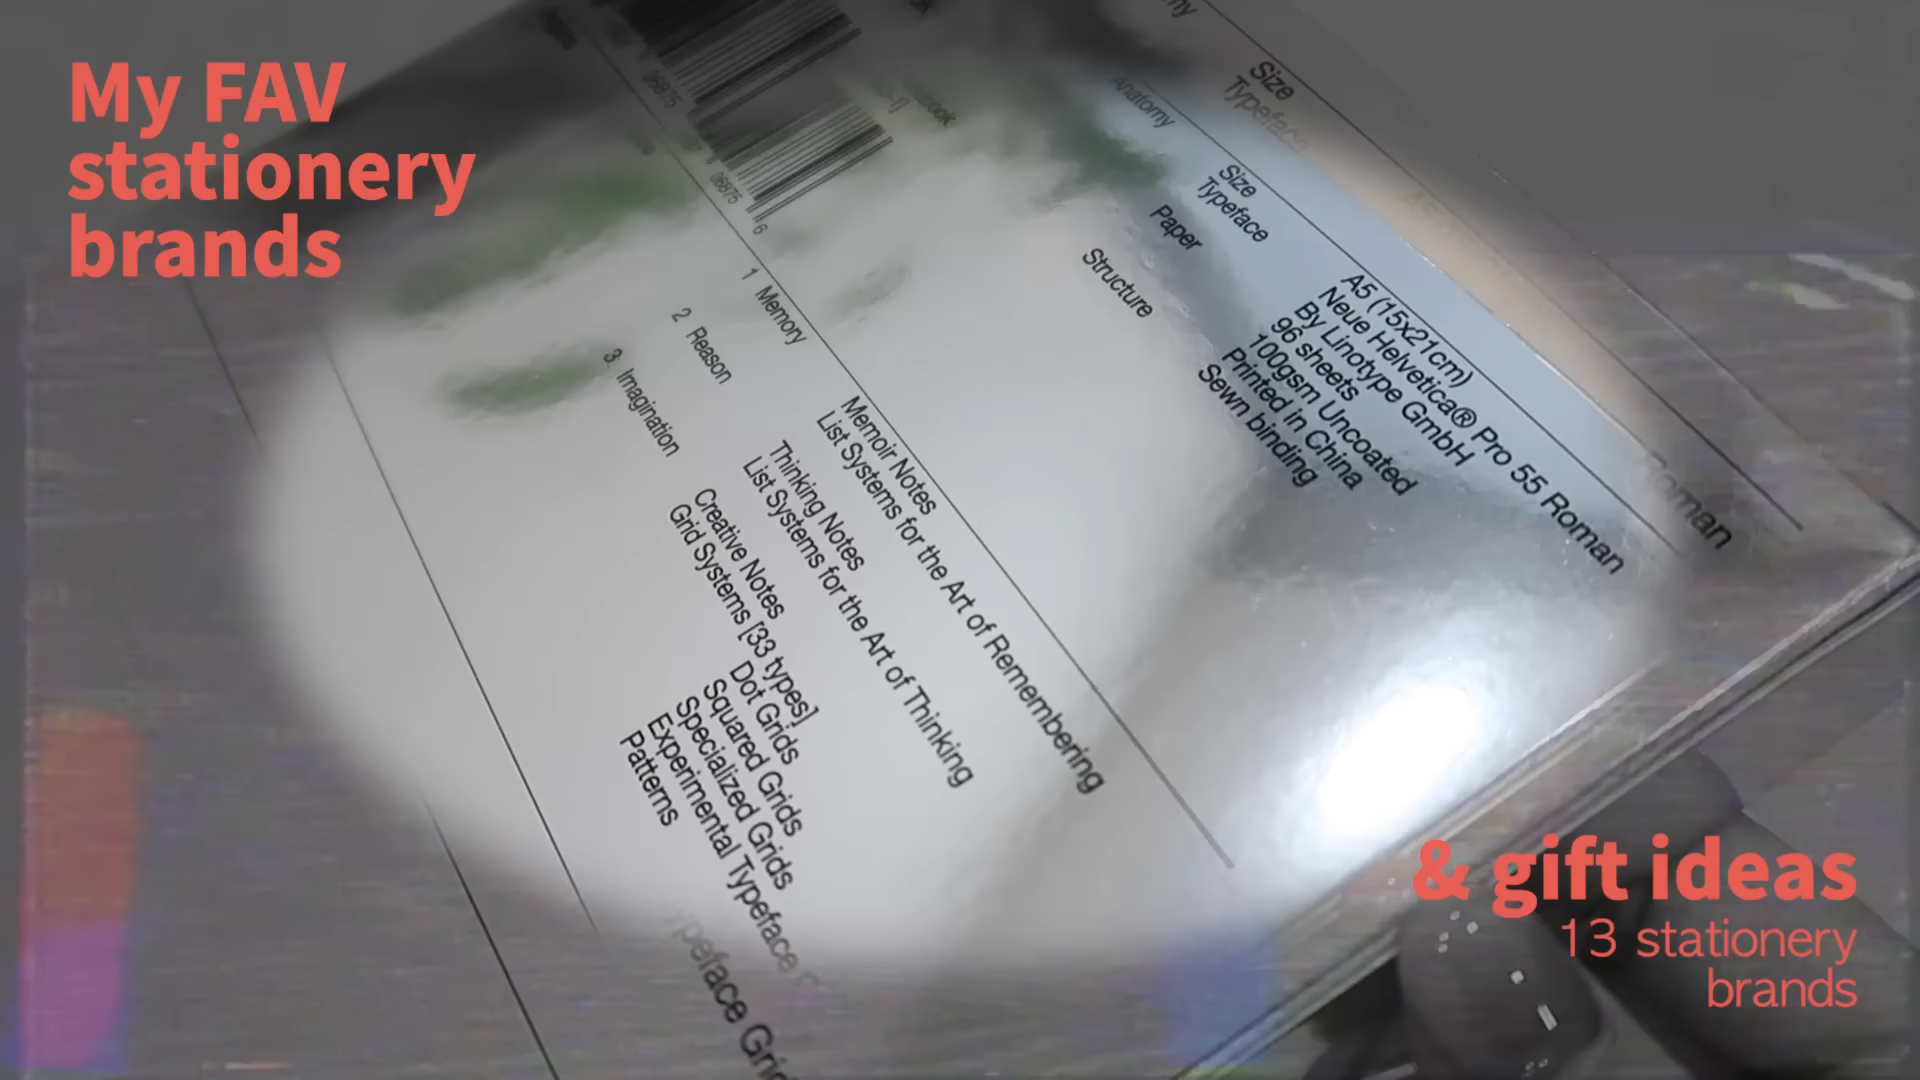 My FAV
stationery
brands
06975
06975
6
Anatomy
Size
Typeface
Size
Typeface
Paper
Structure
A5 (15x21cm)
Neue Helvetica® Pro 55 Roman
By Linotype GmbH
96 sheets
100gsm Uncoated
Printed in China
Sewn binding
1 Memory
2 Reason
3 Imagination
Memoir Notes
List Systems for the Art of Remembering
Thinking Notes
List Systems for the Art of Thinking
Creative Notes
Grid Systems [33 types]
Dot Grids
Squared Grids
Specialized Grids
Experimental Typeface
Patterns
& gift ideas
13 stationery
brands